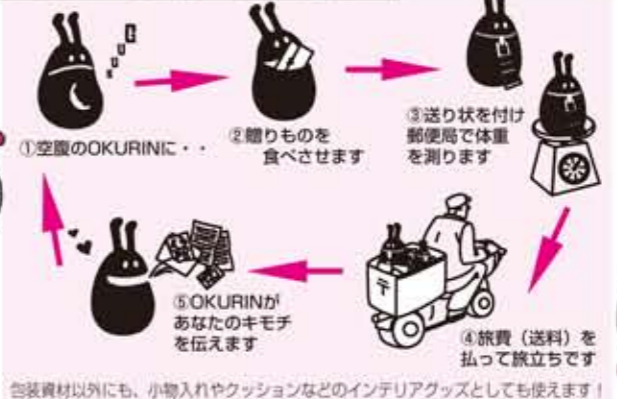 GUUU
①空腹のOKURINに・・
②贈りものを
食べさせます
③送り状を付け
郵便局で体重
を測ります
④旅費（送料）を
払って旅立ちです
〒
⑤OKURINが
あなたのキモチ
を伝えます
包装資材以外にも、小物入れやクッションなどのインテリアグッズとしても使えます！